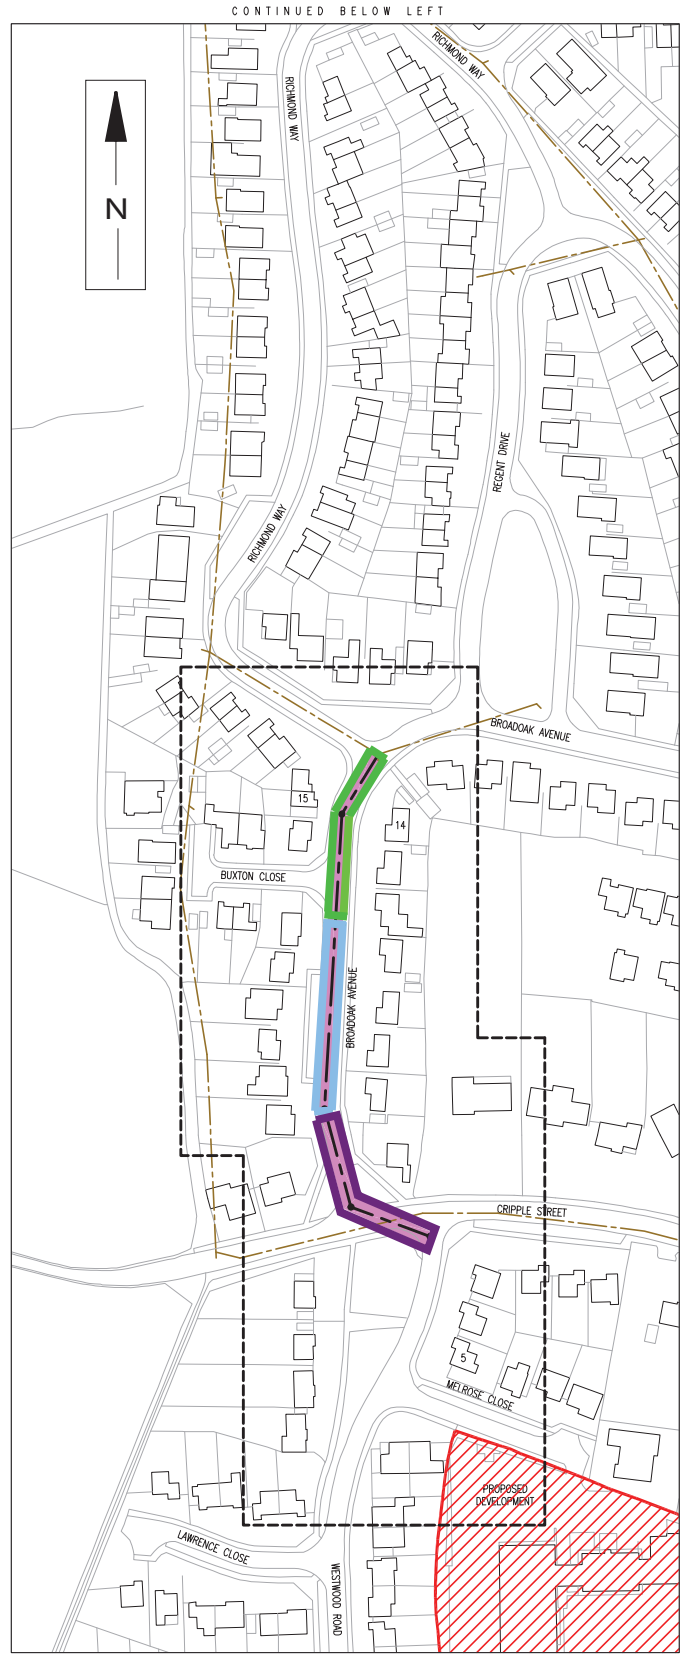 CONTINUED BELOW LEFT
RICHMOND WAY
RICHMOND WAY
N
REGENT DRIVE
RICHMOND WAY
BROADOAK AVENUE
15
14
BUXTON CLOSE
BROADOAK AVENUE
CRIPPLE STREET
5
MELROSE CLOSE
PROPOSED
DEVELOPMENT
LAWRENCE CLOSE
WESTWOOD ROAD